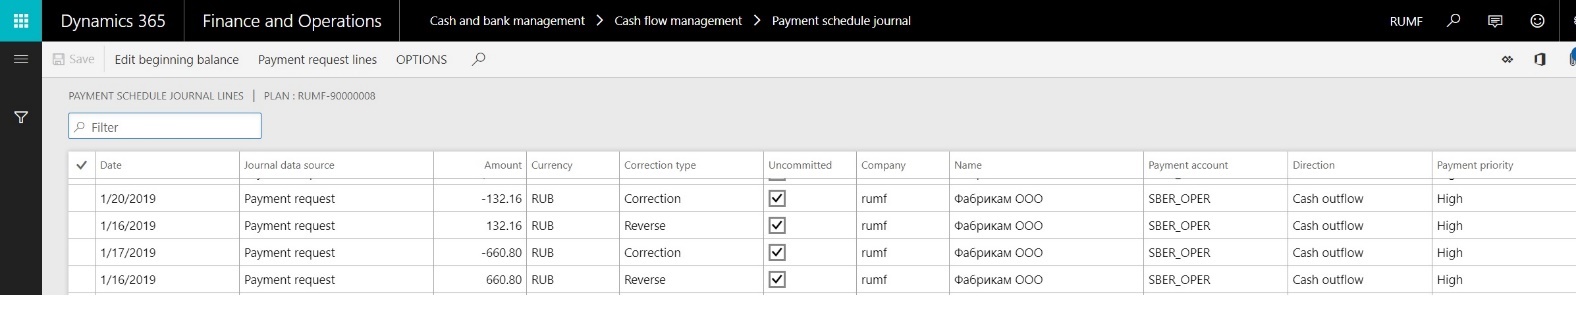 Dynamics 365 Finance and Operations Cash and bank management > Cash flow management > Payment schedule journal RUMF
Save Edit beginning balance Payment request lines OPTIONS
PAYMENT SCHEDULE JOURNAL LINES | PLAN : RUMF-90000008
Filter
Date Journal data source Amount Currency Correction type Uncommitted Company Name Payment account Direction Payment priority
1/20/2019 Payment request -132.16 RUB Correction rumf Фабрикам ООО SBER_OPER Cash outflow High
1/16/2019 Payment request 132.16 RUB Reverse rumf Фабрикам ООО SBER_OPER Cash outflow High
1/17/2019 Payment request -660.80 RUB Correction rumf Фабрикам ООО SBER_OPER Cash outflow High
1/16/2019 Payment request 660.80 RUB Reverse rumf Фабрикам ООО SBER_OPER Cash outflow High